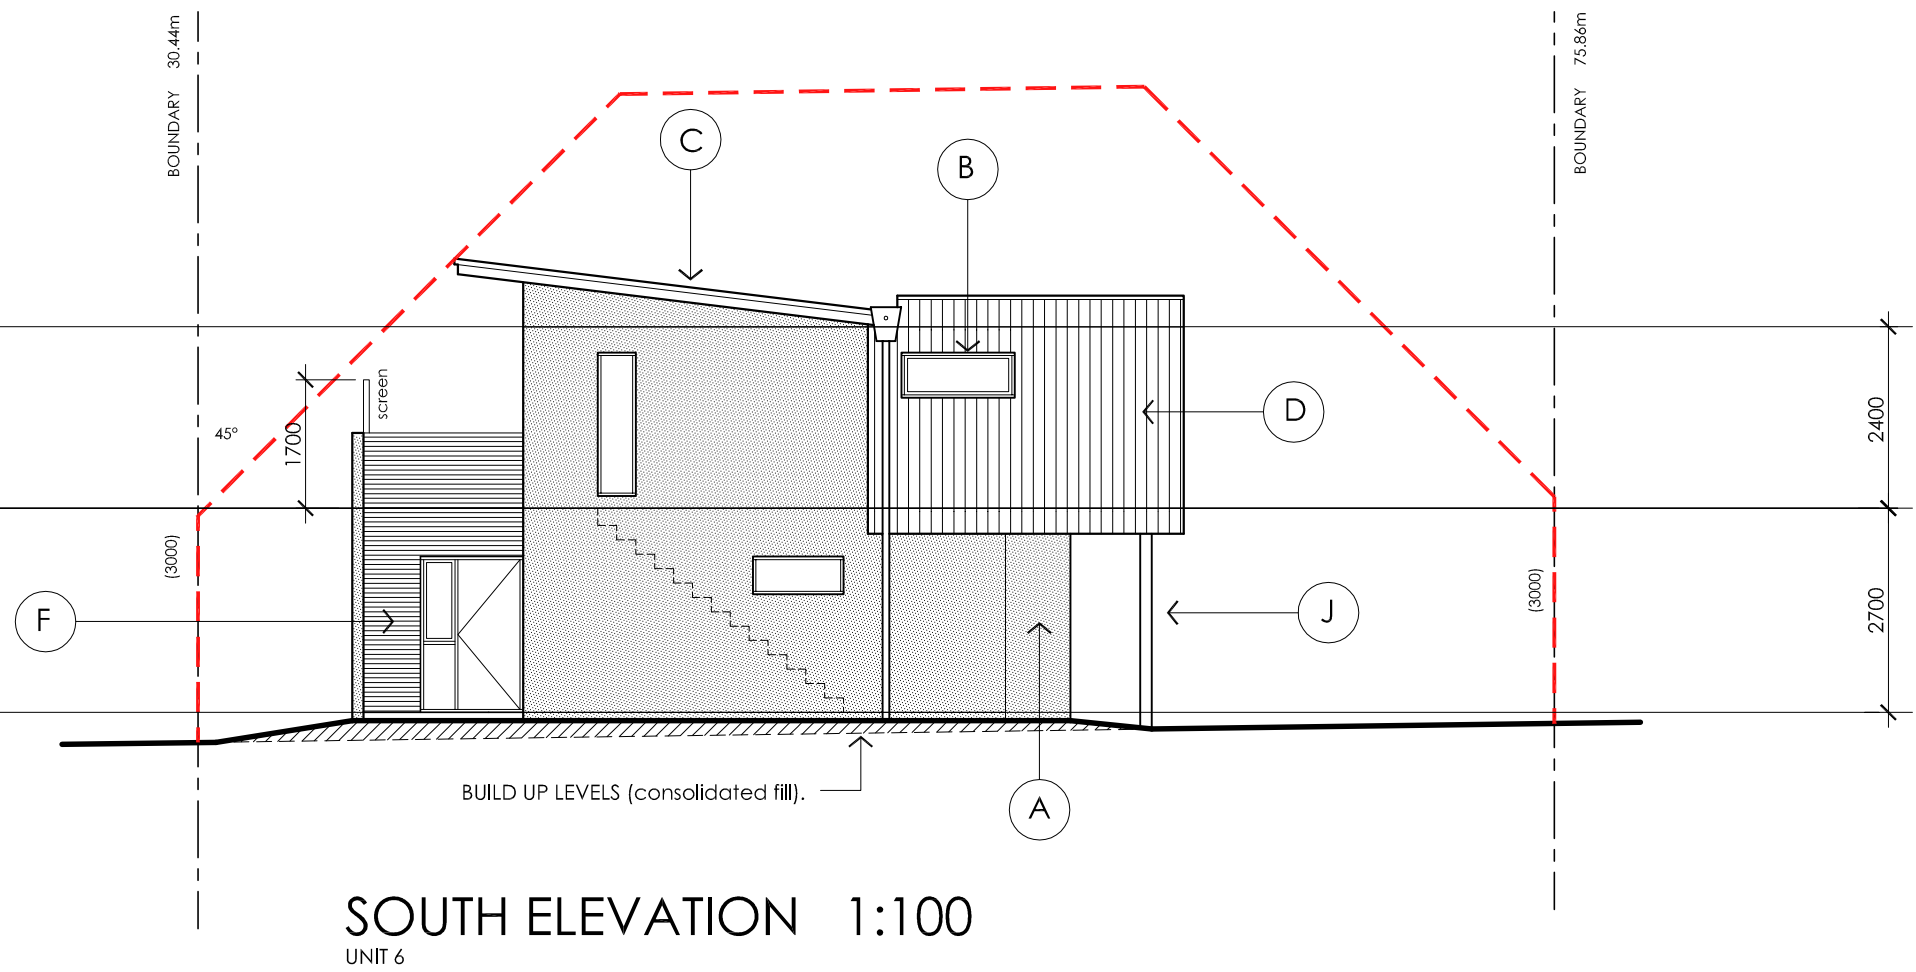 BOUNDARY 30.44m
BOUNDARY 75.86m
C
B
screen
45°
1700
D
2400
(3000)
(3000)
F
J
2700
BUILD UP LEVELS (consolidated fill).
A
SOUTH ELEVATION 1:100
UNIT 6